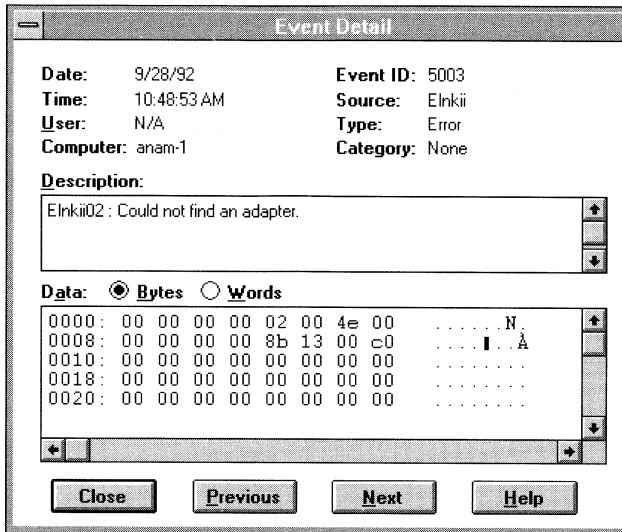 Event Detail
Date: 9/28/92 Event ID: 5003
Time: 10:48:53 AM Source: Elnkii
User: N/A Type: Error
Computer: anam-1 Category: None
Description:
Elnkii02 : Could not find an adapter.
Data: Bytes Words
0000: 00 00 00 00 02 00 4e 00 ......N.
0008: 00 00 00 00 8b 13 00 c0 ....▮..À
0010: 00 00 00 00 00 00 00 00 ........
0018: 00 00 00 00 00 00 00 00 ........
0020: 00 00 00 00 00 00 00 00 ........
Close Previous Next Help